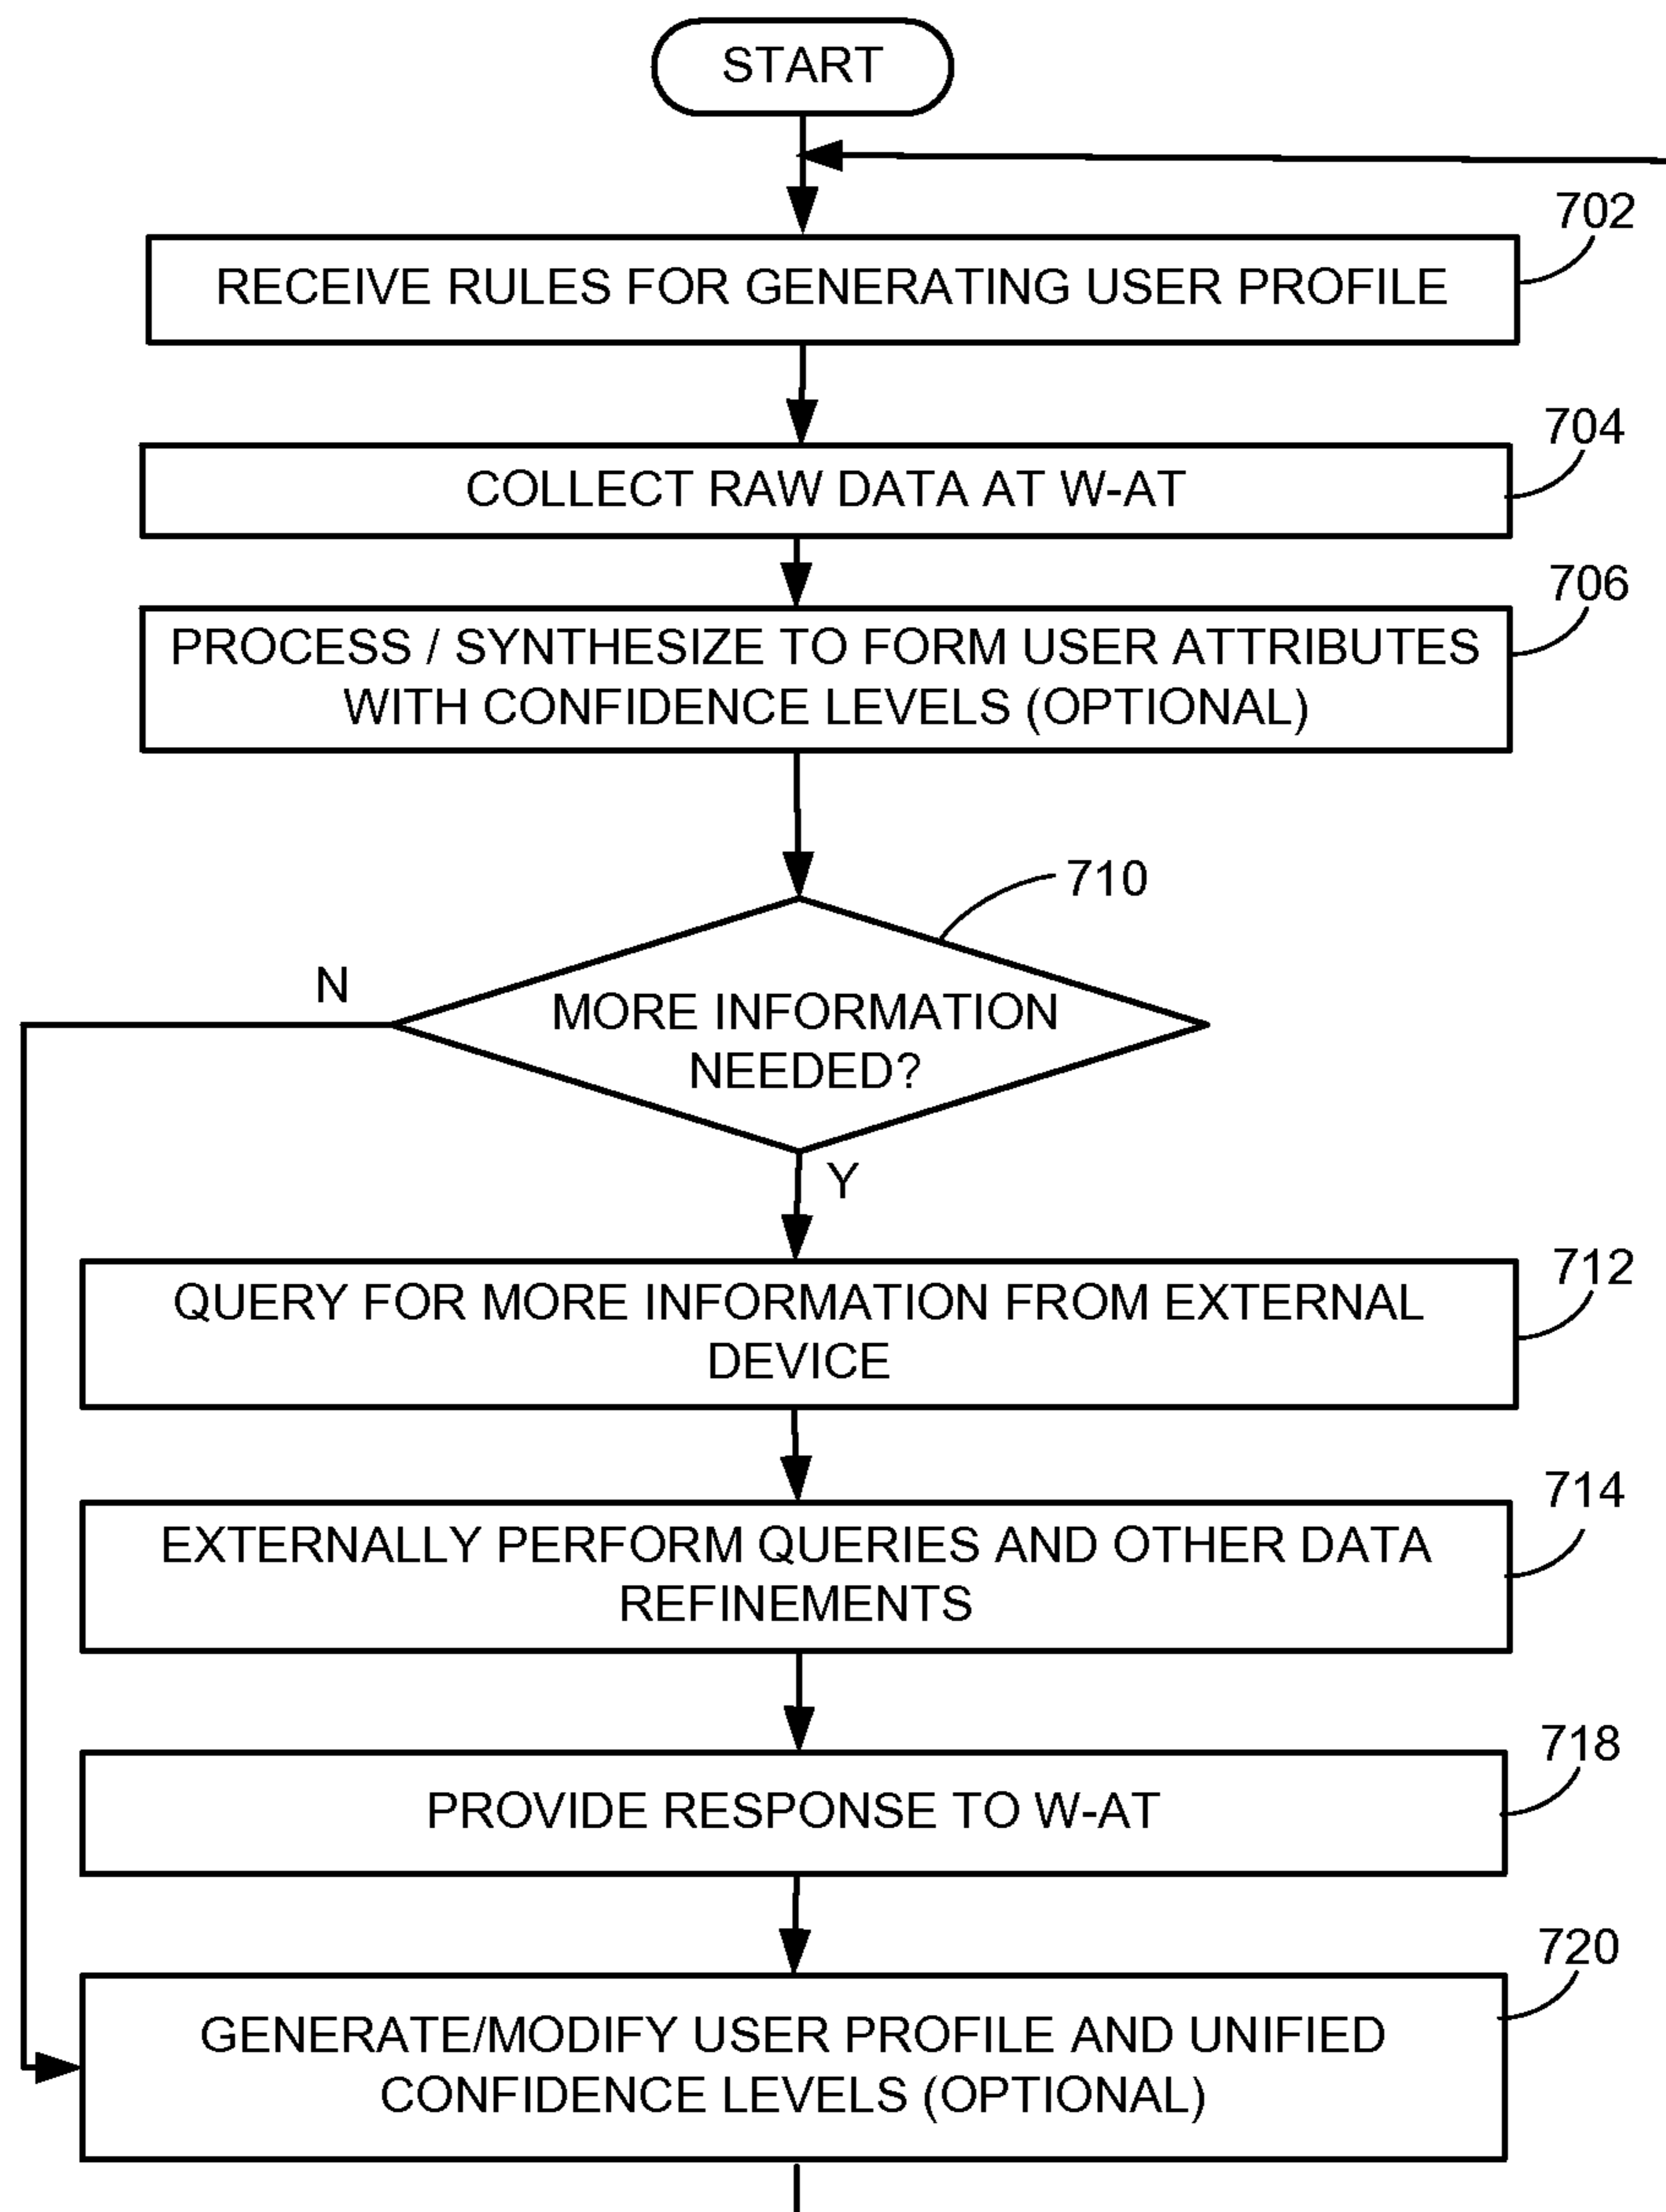 START
702
RECEIVE RULES FOR GENERATING USER PROFILE
704
COLLECT RAW DATA AT W-AT
706
PROCESS / SYNTHESIZE TO FORM USER ATTRIBUTES
WITH CONFIDENCE LEVELS (OPTIONAL)
710
N
MORE INFORMATION
NEEDED?
Y
712
QUERY FOR MORE INFORMATION FROM EXTERNAL
DEVICE
714
EXTERNALLY PERFORM QUERIES AND OTHER DATA
REFINEMENTS
718
PROVIDE RESPONSE TO W-AT
720
GENERATE/MODIFY USER PROFILE AND UNIFIED
CONFIDENCE LEVELS (OPTIONAL)